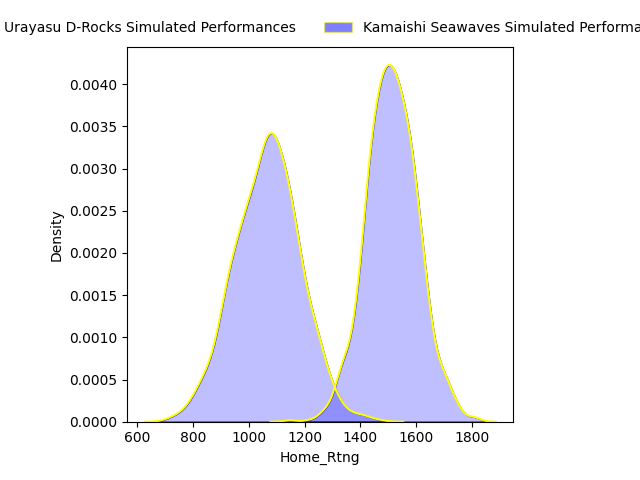 Urayasu D-Rocks Simulated Performances Kamaishi Seawaves Simulated Performa
0.0040
0.0035
0.0030
0.0025
0.0020
0.0015
0.0010
0.0005
0.0000
Density
600 800 1000 1200 1400 1600 1800
Home_Rtng